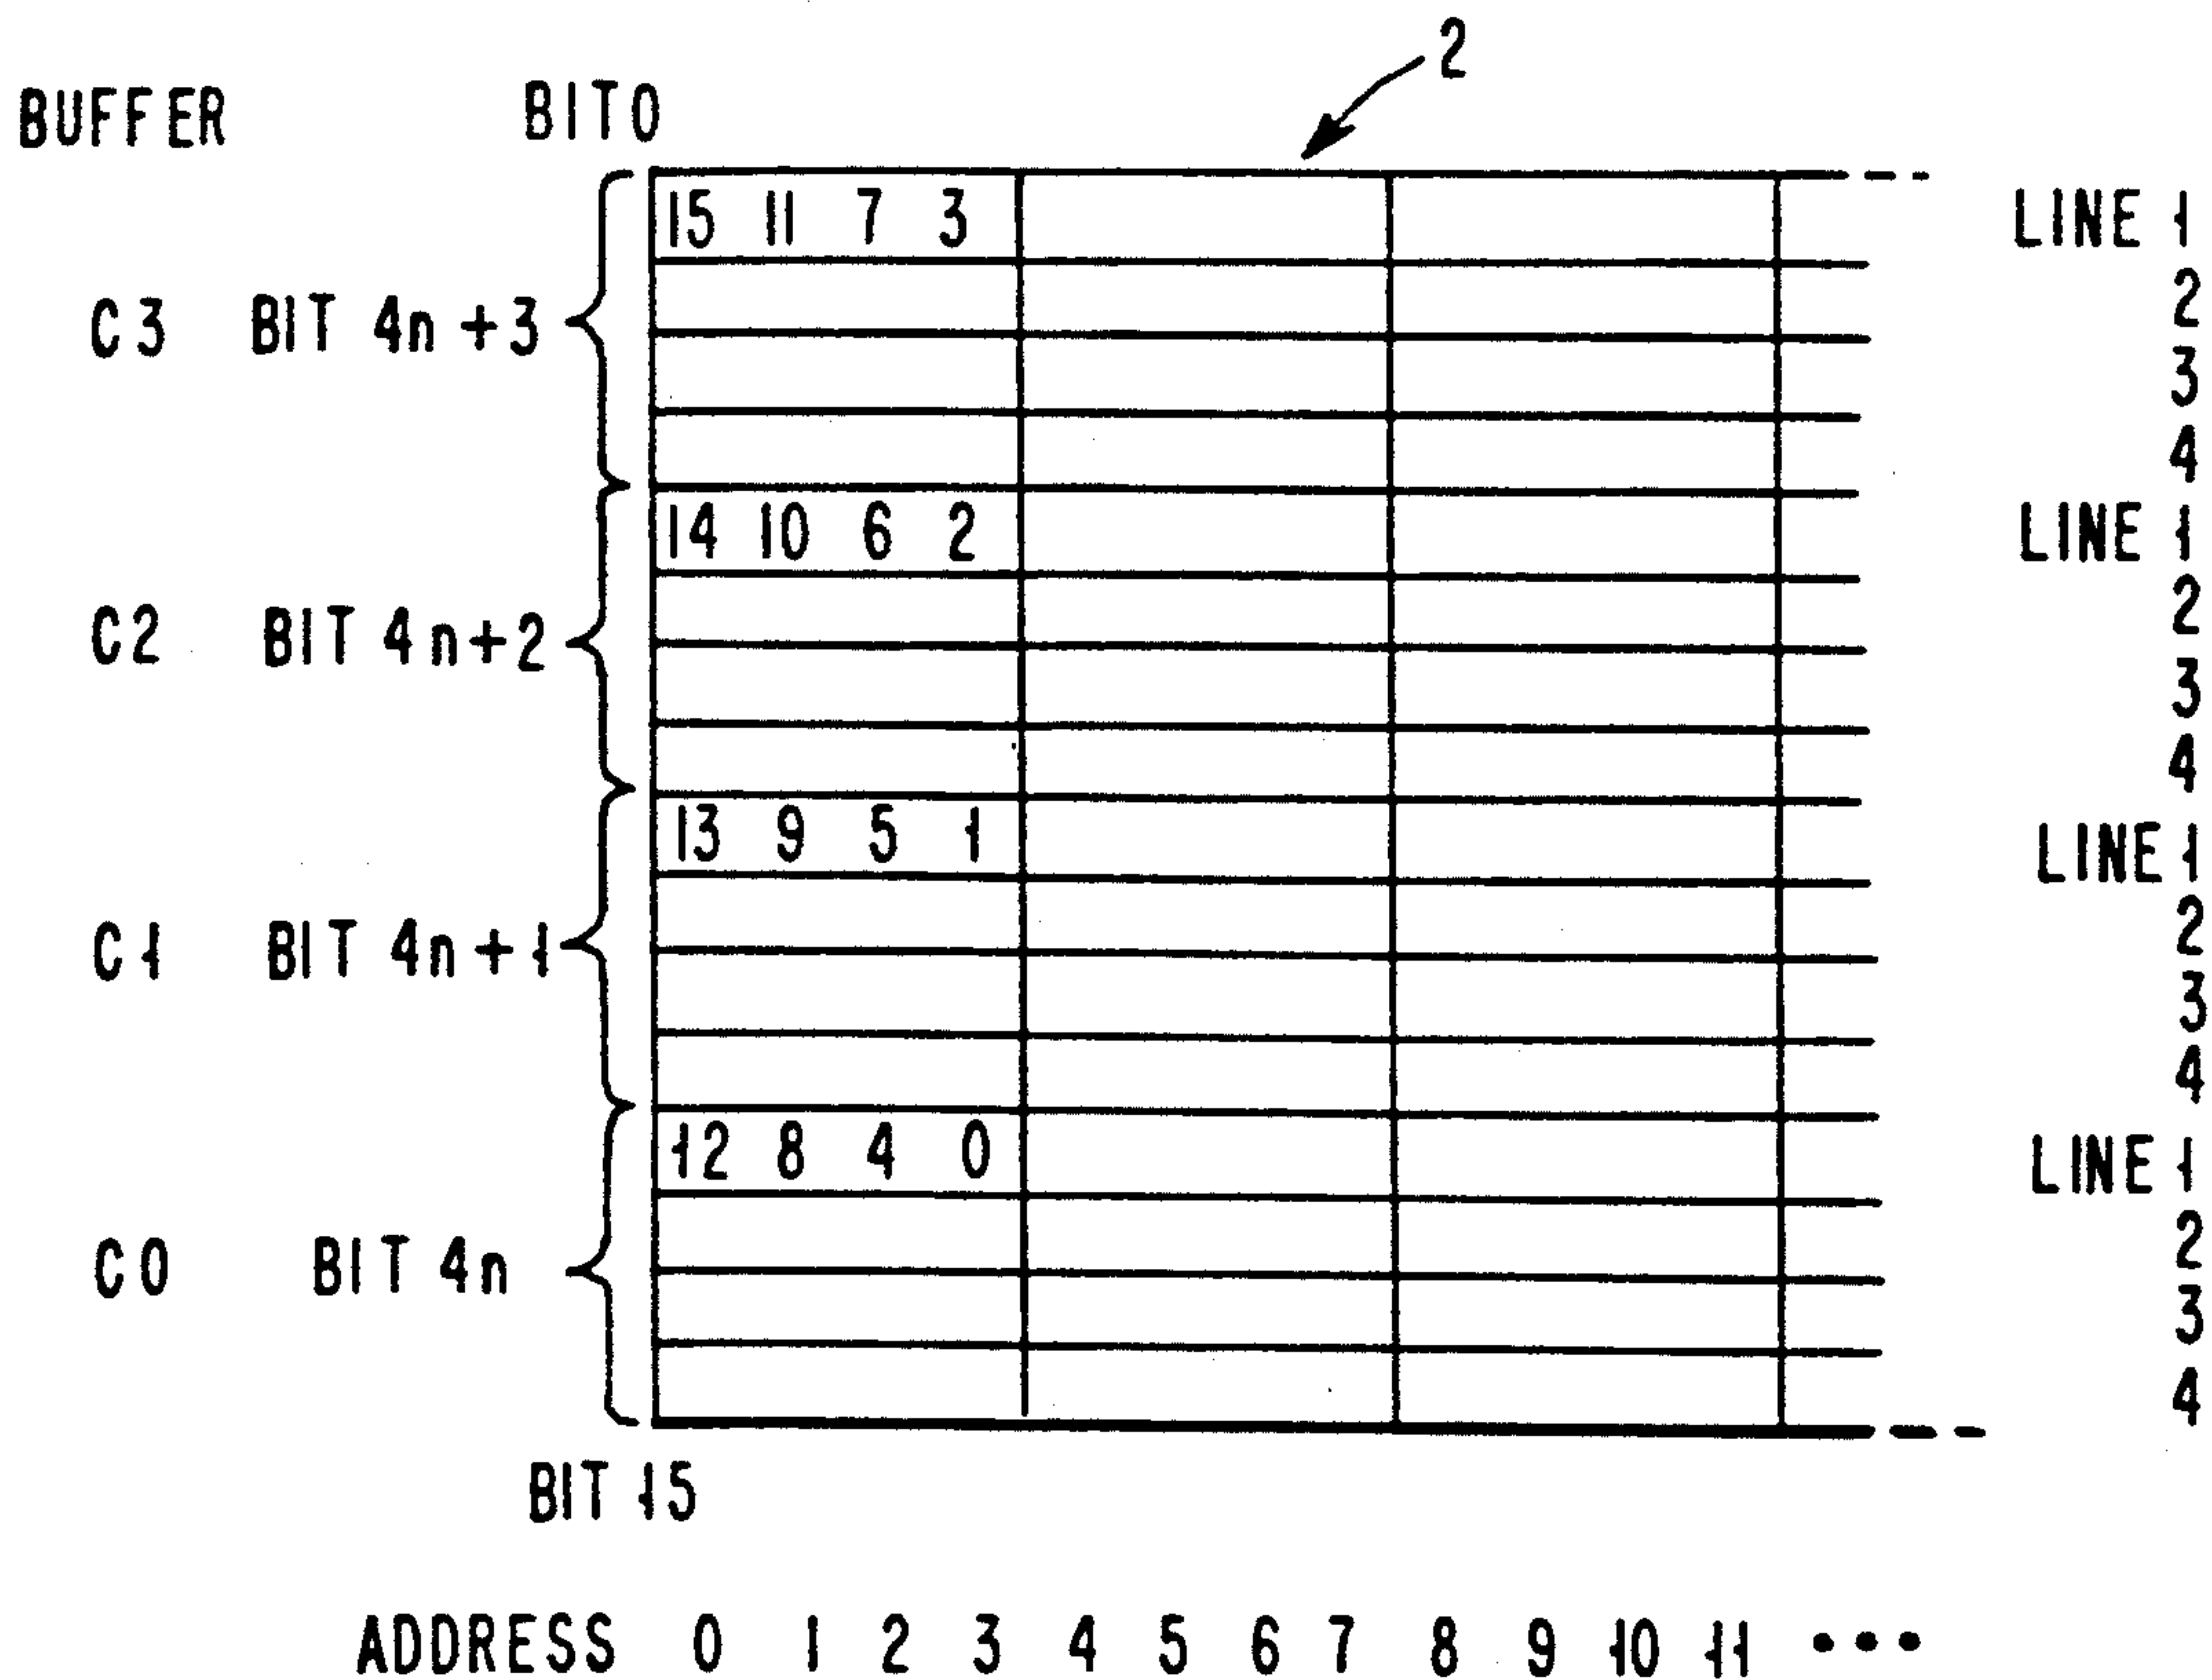 2
BUFFER BIT0
15 11 7 3 LINE 1
2
C3 BIT 4n+3
3
4
14 10 6 2 LINE 1
2
C2 BIT 4n+2
3
4
13 9 5 1 LINE 1
2
C1 BIT 4n+1
3
4
12 8 4 0 LINE 1
2
C0 BIT 4n
3
4
BIT 15
ADDRESS 0 1 2 3 4 5 6 7 8 9 10 11 •••